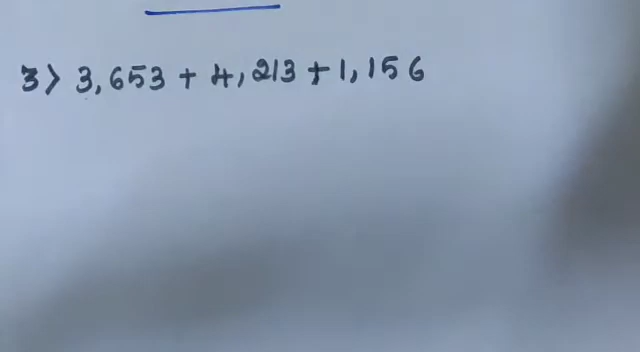 3> 3,653 + 4,213 + 1,156